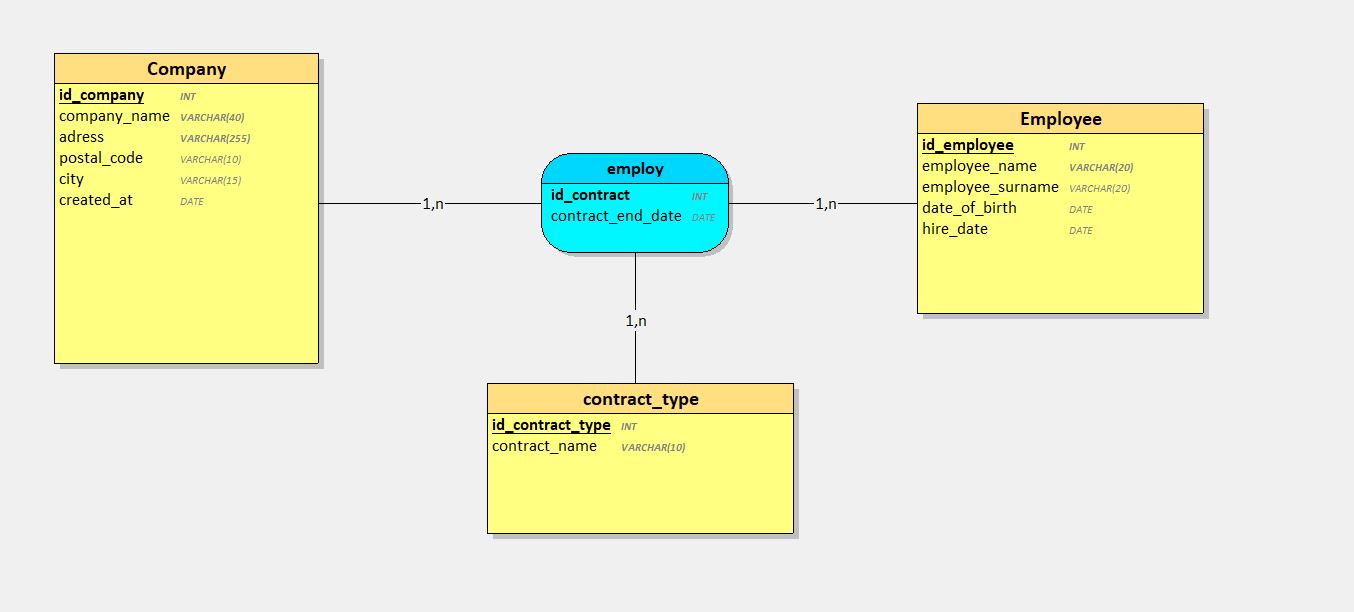 Company
id_company INT
company_name VARCHAR(40)
adress VARCHAR(255)
postal_code VARCHAR(10)
city VARCHAR(15)
created_at DATE
1,n
employ
id_contract INT
contract_end_date DATE
1,n
Employee
id_employee INT
employee_name VARCHAR(20)
employee_surname VARCHAR(20)
date_of_birth DATE
hire_date DATE
1,n
contract_type
id_contract_type INT
contract_name VARCHAR(10)